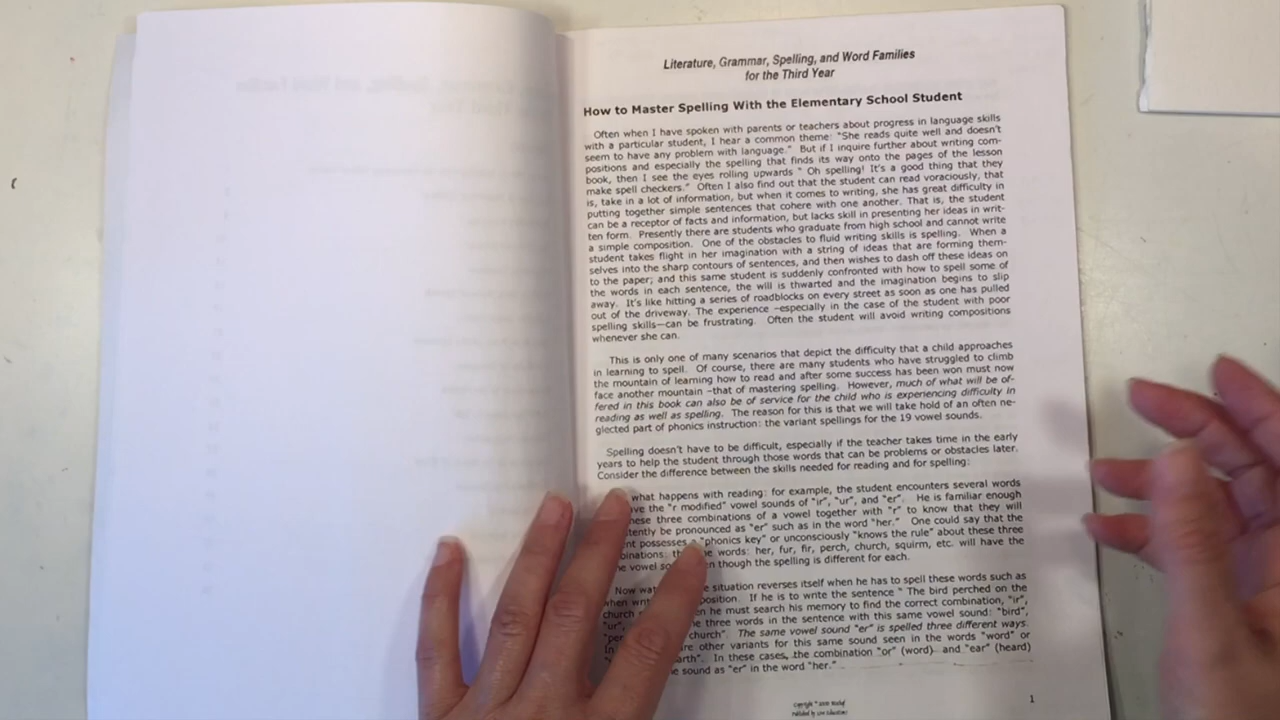 Literature, Grammar, Spelling, and Word Families
for the Third Year
How to Master Spelling With the Elementary School Student
Often when I have spoken with parents or teachers about progress in language skills
with a particular student, I hear a common theme: "She reads quite well and doesn't
seem to have any problem with language." But if I inquire further about writing com-
positions and especially the spelling that finds its way onto the pages of the lesson
book, then I see the eyes rolling upwards " Oh spelling! It's a good thing that they
make spell checkers." Often I also find out that the student can read voraciously, that
is, take in a lot of information, but when it comes to writing, she has great difficulty in
putting together simple sentences that cohere with one another. That is, the student
can be a receptor of facts and information, but lacks skill in presenting her ideas in writ-
ten form. Presently there are students who graduate from high school and cannot write
a simple composition. One of the obstacles to fluid writing skills is spelling. When a
student takes flight in her imagination with a string of ideas that are forming them-
selves into the sharp contours of sentences, and then wishes to dash off these ideas on
to the paper; and this same student is suddenly confronted with how to spell some of
the words in each sentence, the will is thwarted and the imagination begins to slip
away. It's like hitting a series of roadblocks on every street as soon as one has pulled
out of the driveway. The experience –especially in the case of the student with poor
spelling skills—can be frustrating. Often the student will avoid writing compositions
whenever she can.
This is only one of many scenarios that depict the difficulty that a child approaches
in learning to spell. Of course, there are many students who have struggled to climb
the mountain of learning how to read and after some success has been won must now
face another mountain –that of mastering spelling. However, much of what will be of-
fered in this book can also be of service for the child who is experiencing difficulty in
reading as well as spelling. The reason for this is that we will take hold of an often ne-
glected part of phonics instruction: the variant spellings for the 19 vowel sounds.
Spelling doesn't have to be difficult, especially if the teacher takes time in the early
years to help the student through those words that can be problems or obstacles later.
Consider the difference between the skills needed for reading and for spelling:
what happens with reading: for example, the student encounters several words
the "r modified" vowel sounds of "ir", "ur", and "er". He is familiar enough
these three combinations of a vowel together with "r" to know that they will
be pronounced as "er" such as in the word "her." One could say that the
possesses a "phonics key" or unconsciously "knows the rule" about these three
words: her, fur, fir, perch, church, squirm, etc. will have the
vowel though the spelling is different for each.
Now situation reverses itself when he has to spell these words such as
when If he is to write the sentence " The bird perched on the
church he must search his memory to find the correct combination, "ir",
"ur", three words in the sentence with this same vowel sound: "bird",
church". The same vowel sound "er" is spelled three different ways.
In other variants for this same sound seen in the words "word" or
In these cases, the combination "or" (word) and "ear" (heard)
sound as "er" in the word "her."
1